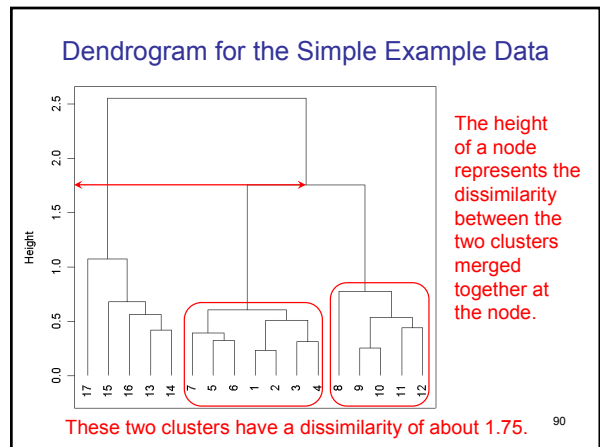 Dendrogram for the Simple Example Data
2.5
2.0
1.5
1.0
0.5
0.0
Height
17 15 16 13 14 7 5 6 1 2 3 4 8 9 10 11 12
The height
of a node
represents the
dissimilarity
between the
two clusters
merged
together at
the node.
These two clusters have a dissimilarity of about 1.75.
90